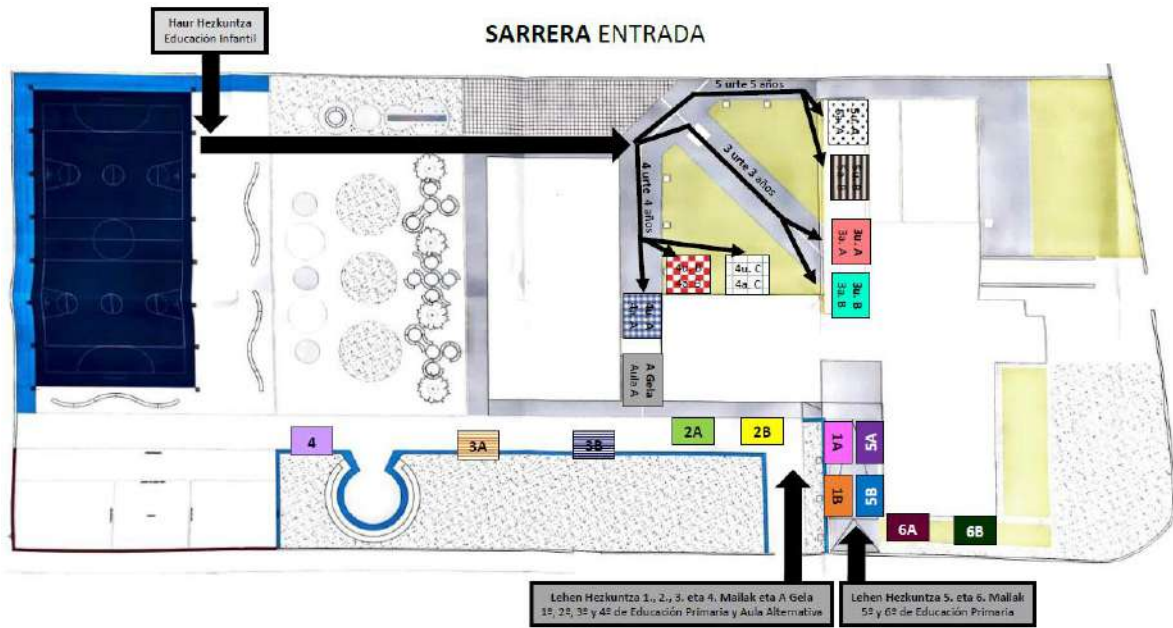 Haur Hezkuntza
Educación Infantil
SARRERA ENTRADA
5 urte 5 años
3 urte 3 años
4 urte 4 años
3u. A
3a. A
3u. B
3a. B
4u. C
4a. C
4u. A
4a. A
A Gela
Aula A
4
3A
3B
2A
2B
1A
5A
1B
5B
6A
6B
Lehen Hezkuntza 1., 2., 3. eta 4. Mailak eta A Gela
1º, 2º, 3º y 4º de Educación Primaria y Aula Alternativa
Lehen Hezkuntza 5. eta 6. Mailak
5º y 6º de Educación Primaria